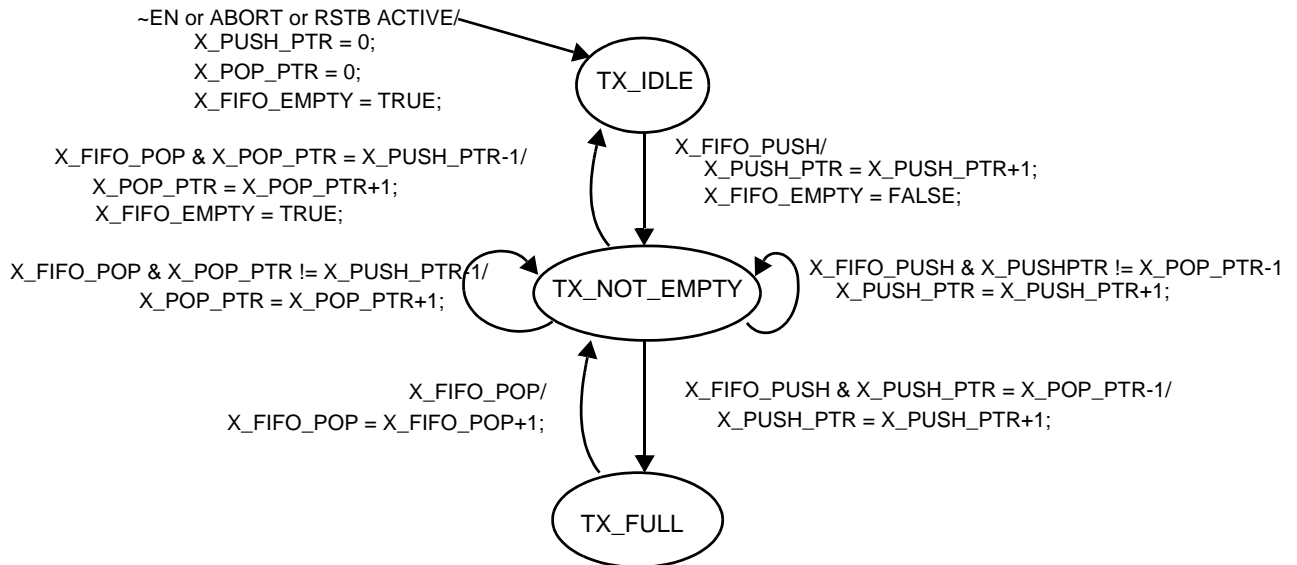 ~EN or ABORT or RSTB ACTIVE/
X_PUSH_PTR = 0;
X_POP_PTR = 0;
X_FIFO_EMPTY = TRUE;
TX_IDLE
X_FIFO_POP & X_POP_PTR = X_PUSH_PTR-1/
X_POP_PTR = X_POP_PTR+1;
X_FIFO_EMPTY = TRUE;
X_FIFO_PUSH/
X_PUSH_PTR = X_PUSH_PTR+1;
X_FIFO_EMPTY = FALSE;
X_FIFO_POP & X_POP_PTR != X_PUSH_PTR-1/
X_POP_PTR = X_POP_PTR+1;
TX_NOT_EMPTY
X_FIFO_PUSH & X_PUSHPTR != X_POP_PTR-1
X_PUSH_PTR = X_PUSH_PTR+1;
X_FIFO_POP/
X_FIFO_POP = X_FIFO_POP+1;
X_FIFO_PUSH & X_PUSH_PTR = X_POP_PTR-1/
X_PUSH_PTR = X_PUSH_PTR+1;
TX_FULL